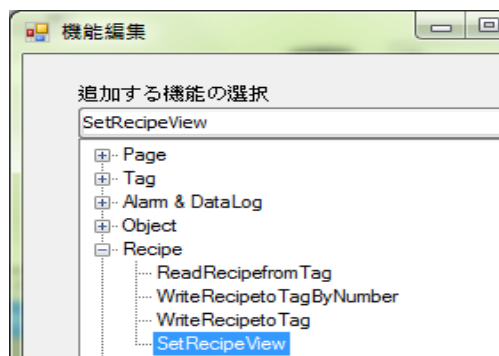 機能編集
追加する機能の選択
SetRecipeView
Page
Tag
Alarm & DataLog
Object
Recipe
ReadRecipefromTag
WriteRecipetoTagByNumber
WriteRecipetoTag
SetRecipeView